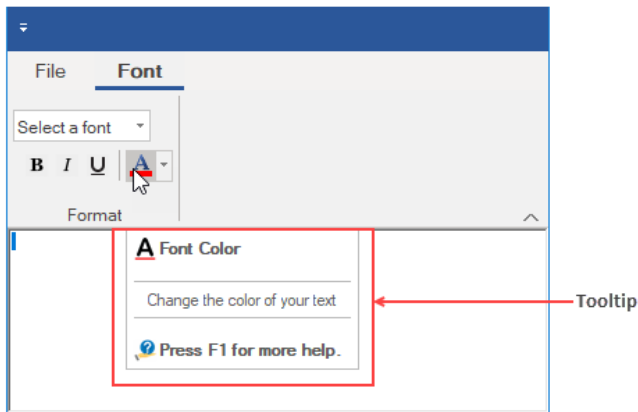 File Font
Select a font
B I U A
Format
A Font Color
Change the color of your text
Press F1 for more help.
Tooltip